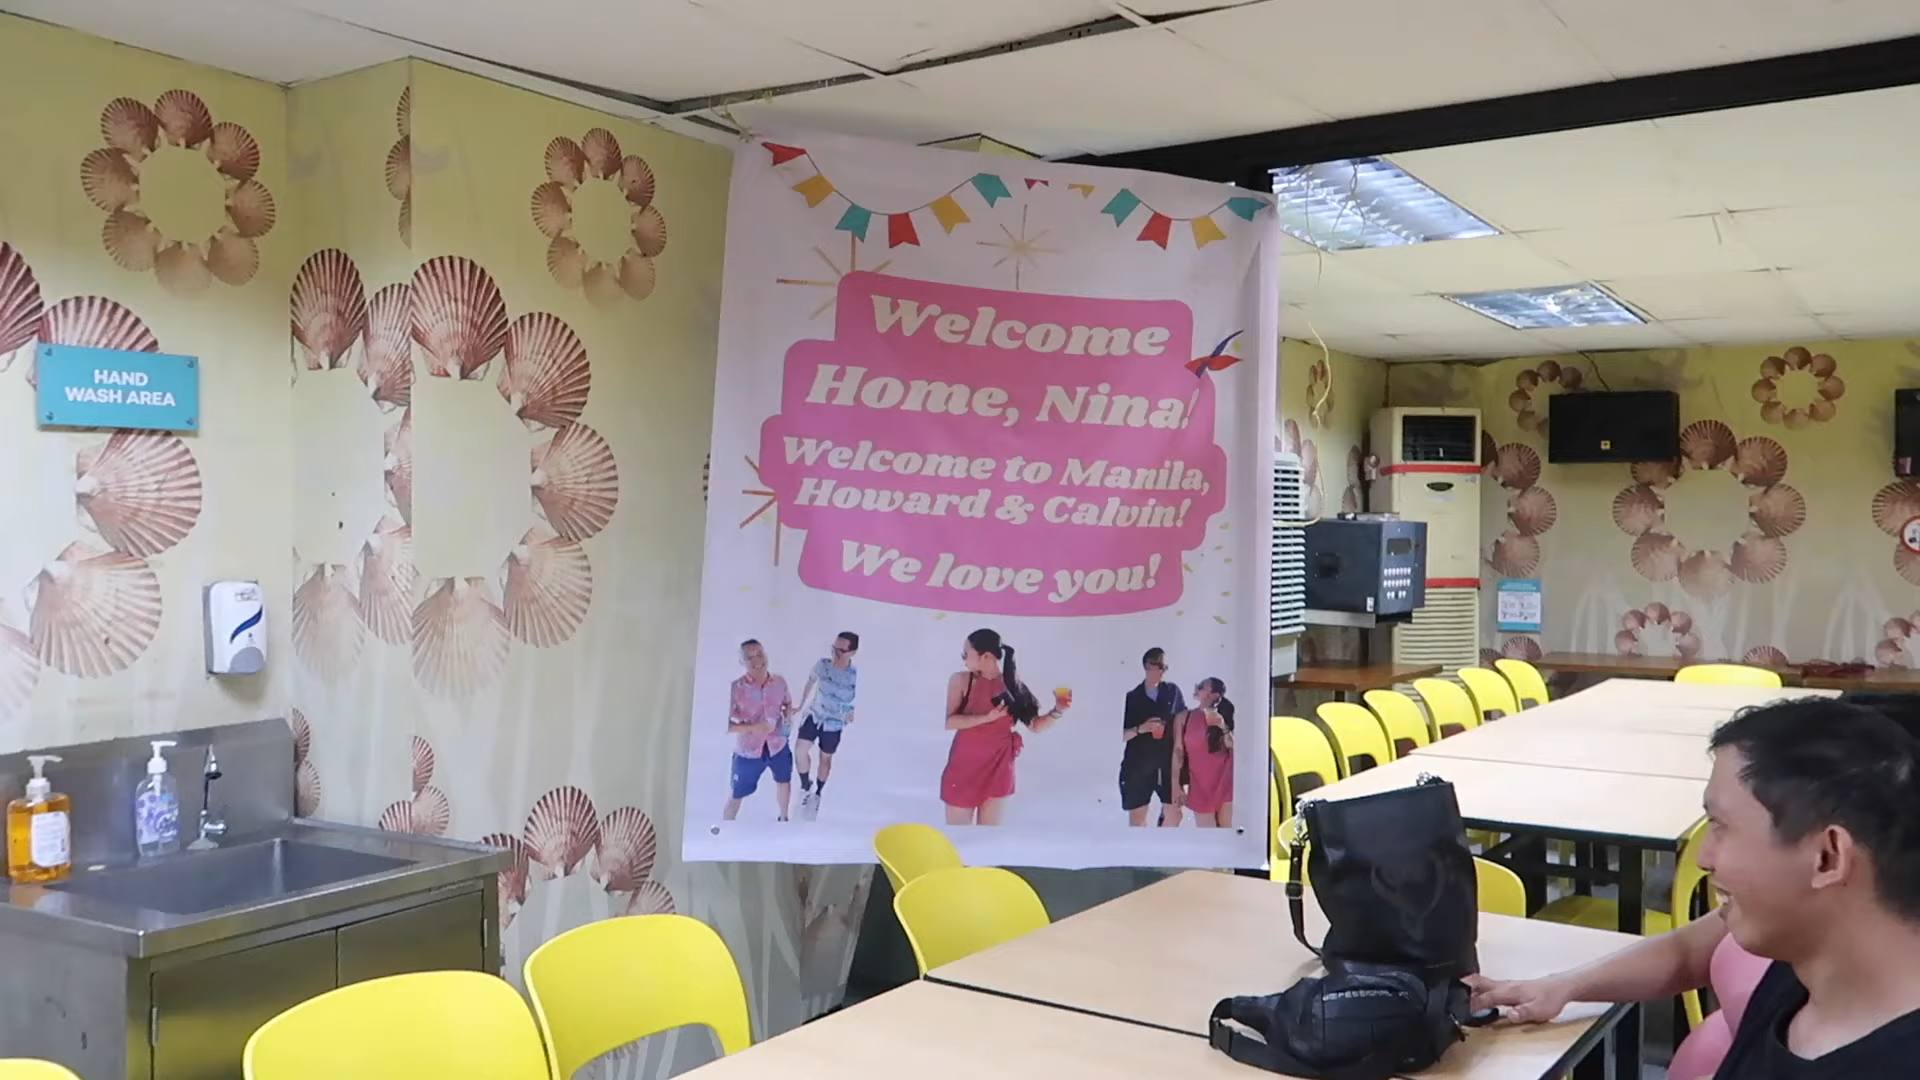 HAND
WASH AREA
Welcome
Home, Nina!
Welcome to Manila,
Howard & Calvin!
We love you!